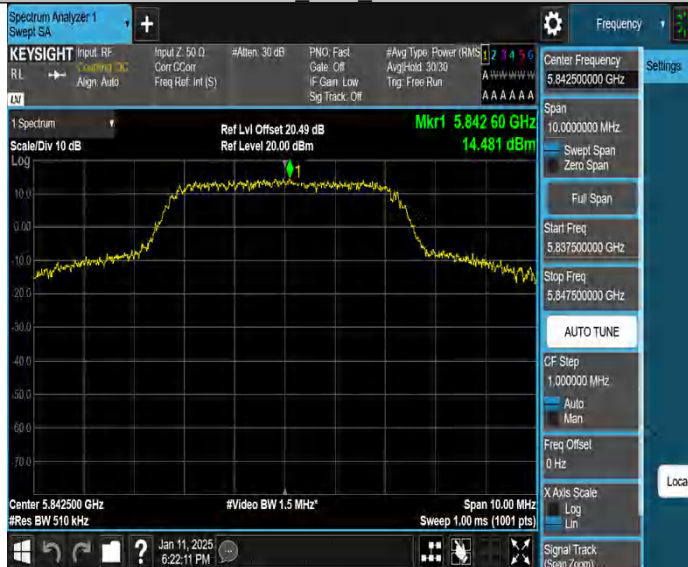 Spectrum Analyzer 1
Swept SA
+
Frequency
KEYSIGHT
RL
Input: RF
Coupling: DC
Align: Auto
Input Z: 50 Ω
Corr CCorr
Freq Ref: Int (S)
#Atten: 30 dB
PNO: Fast
Gate: Off
IF Gain: Low
Sig Track: Off
#Avg Type: Power (RMS
Avg|Hold: 30/30
Trig: Free Run
1 2 3 4 5 6
A W W W W W
A A A A A A
LXI
Center Frequency
5.842500000 GHz
Settings
Span
10.0000000 MHz
Swept Span
Zero Span
Full Span
Start Freq
5.837500000 GHz
Stop Freq
5.847500000 GHz
AUTO TUNE
CF Step
1.000000 MHz
Auto
Man
Freq Offset
0 Hz
X Axis Scale
Log
Lin
Signal Track
(Span Zoom)
Loca
1 Spectrum
Scale/Div 10 dB
Log
Ref Lvl Offset 20.49 dB
Ref Level 20.00 dBm
Mkr1 5.842 60 GHz
14.481 dBm
1
10.0
0.00
-10.0
-20.0
-40.0
-60.0
-70.0
Center 5.842500 GHz
#Video BW 1.5 MHz*
Span 10.00 MHz
#Res BW 510 kHz
Sweep 1.00 ms (1001 pts)
?
Jan 11, 2025
6:22:11 PM